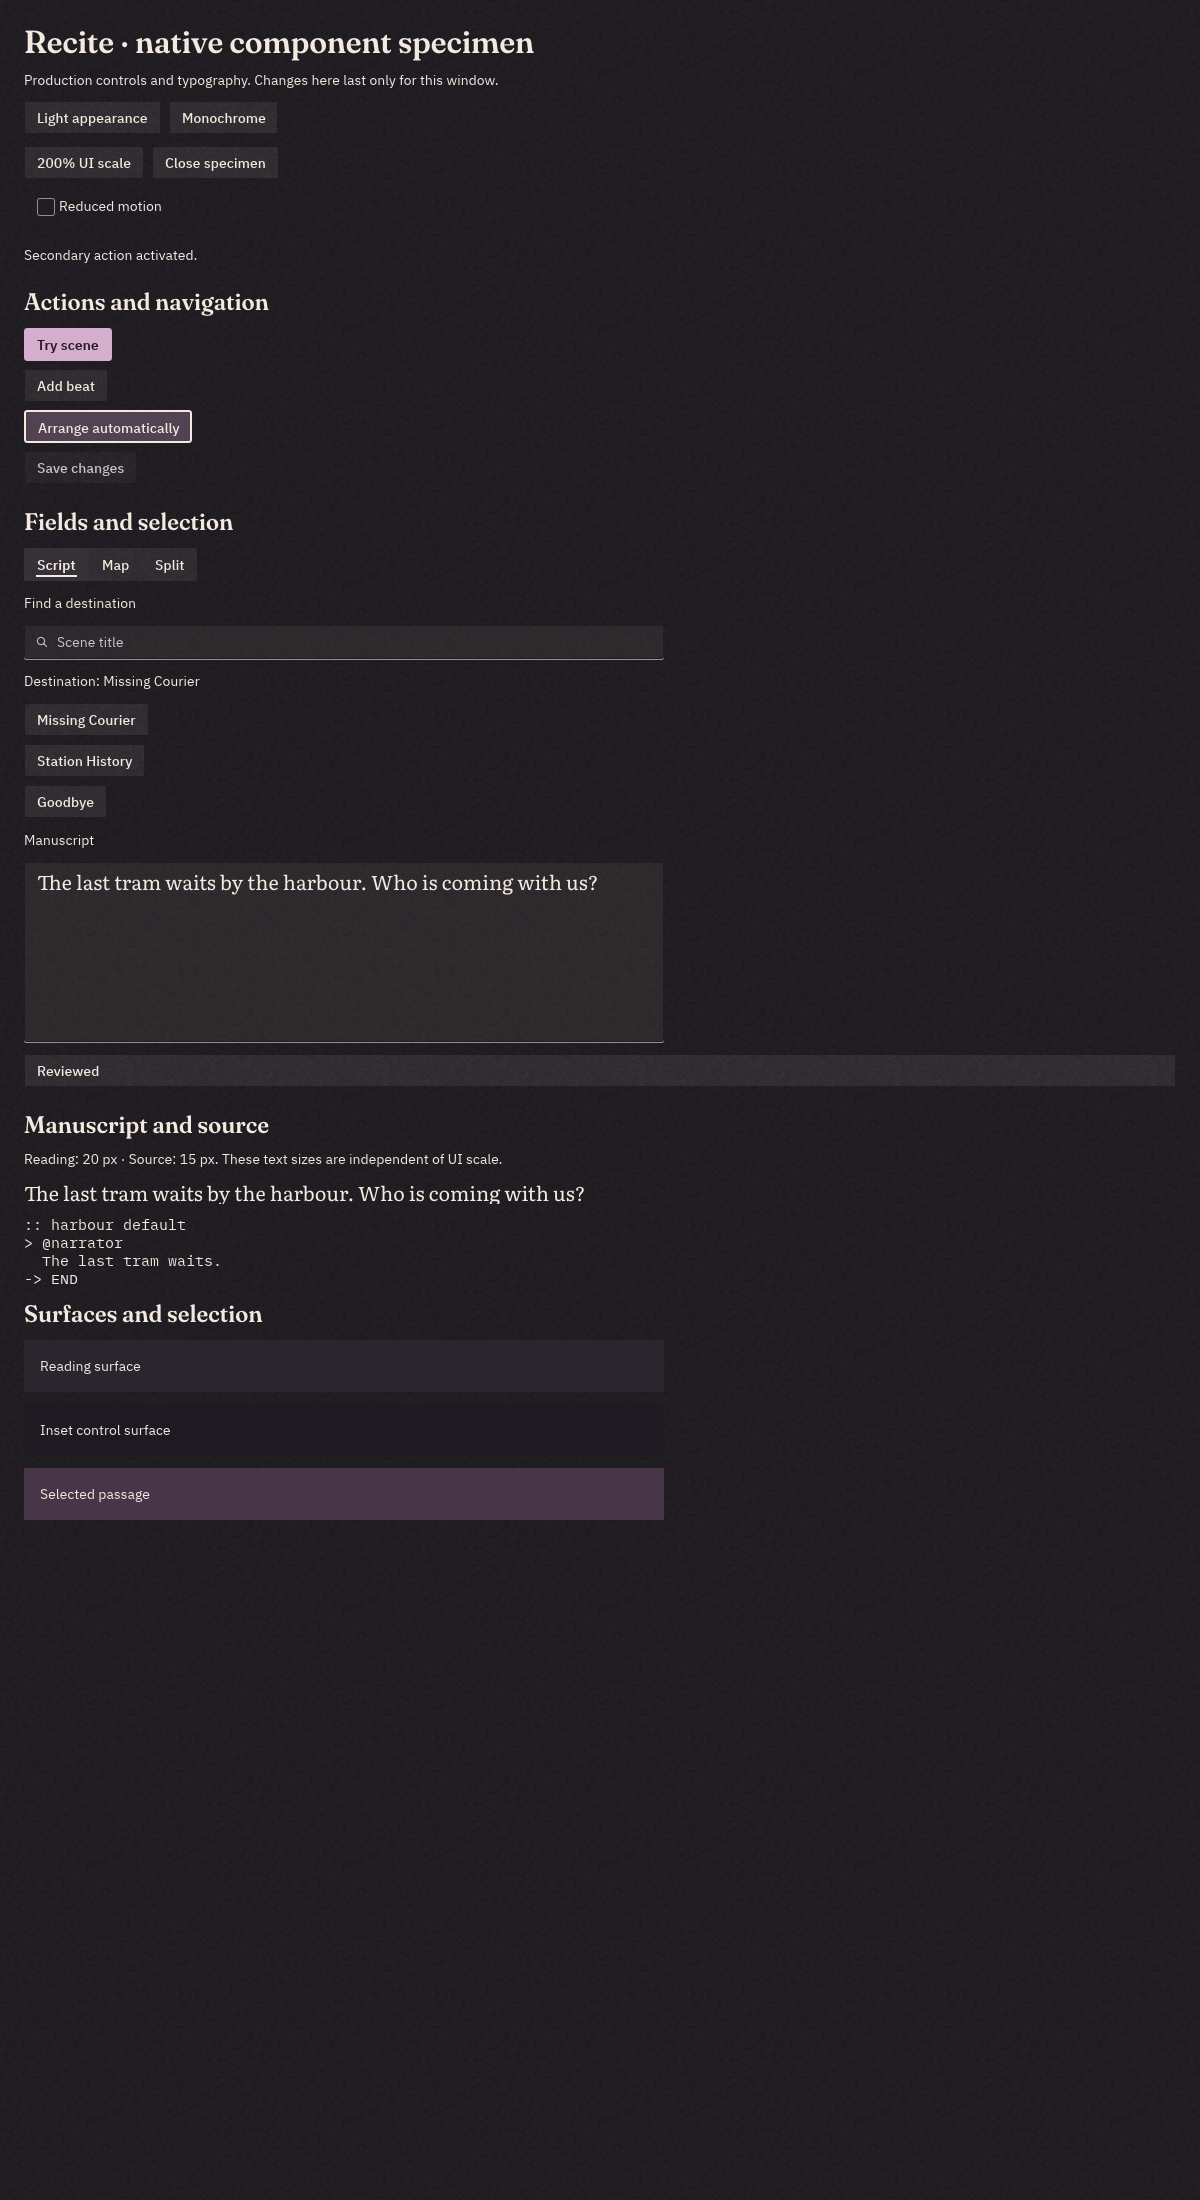 Recite · native component specimen
Production controls and typography. Changes here last only for this window.
Light appearance Monochrome
200% UI scale Close specimen
Reduced motion
Secondary action activated.
Actions and navigation
Try scene
Add beat
Arrange automatically
Save changes
Fields and selection
Script Map Split
Find a destination
Scene title
Destination: Missing Courier
Missing Courier
Station History
Goodbye
Manuscript
The last tram waits by the harbour. Who is coming with us?
Reviewed
Manuscript and source
Reading: 20 px · Source: 15 px. These text sizes are independent of UI scale.
The last tram waits by the harbour. Who is coming with us?
:: harbour default
> @narrator
  The last tram waits.
-> END
Surfaces and selection
Reading surface
Inset control surface
Selected passage